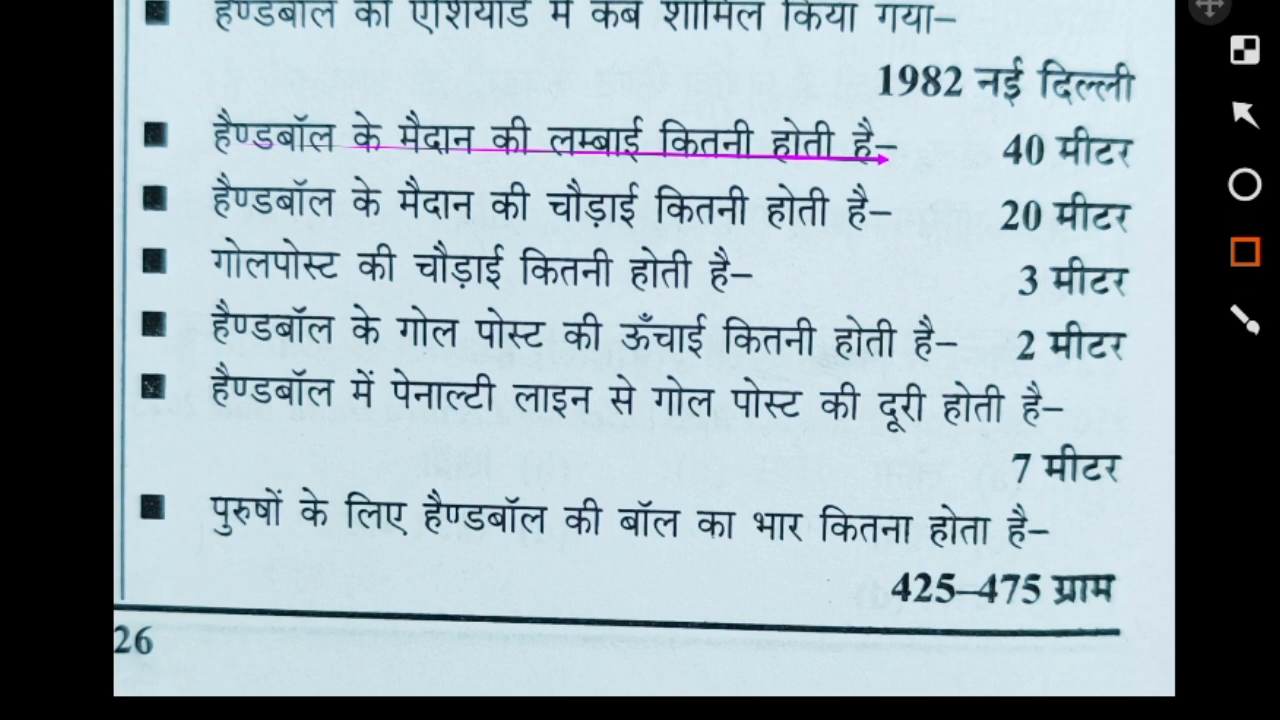 हैण्डबॉल को एशियाड में कब शामिल किया गया–
1982 नई दिल्ली
हैण्डबॉल के मैदान की लम्बाई कितनी होती है– 40 मीटर
हैण्डबॉल के मैदान की चौड़ाई कितनी होती है– 20 मीटर
गोलपोस्ट की चौड़ाई कितनी होती है– 3 मीटर
हैण्डबॉल के गोल पोस्ट की ऊँचाई कितनी होती है– 2 मीटर
हैण्डबॉल में पेनाल्टी लाइन से गोल पोस्ट की दूरी होती है–
7 मीटर
पुरुषों के लिए हैण्डबॉल की बॉल का भार कितना होता है–
425–475 ग्राम
26